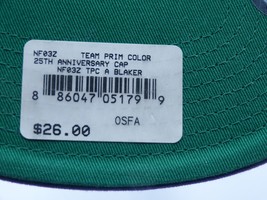 NF03Z TEAM PRIM COLOR
25TH ANNIVERSARY CAP
NF03Z TPC A BLAKER
8 86047 05179 9
OSFA
$26.00